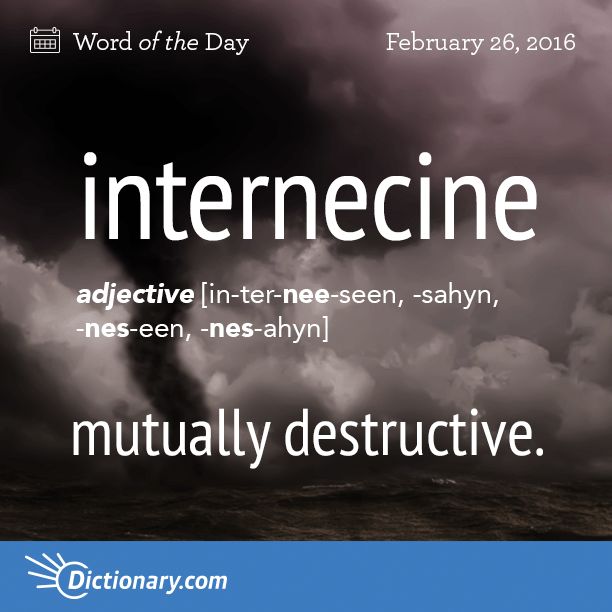 Word of the Day
February 26, 2016
internecine
adjective [in-ter-nee-seen, -sahyn,
-nes-een, -nes-ahyn]
mutually destructive.
Dictionary.com